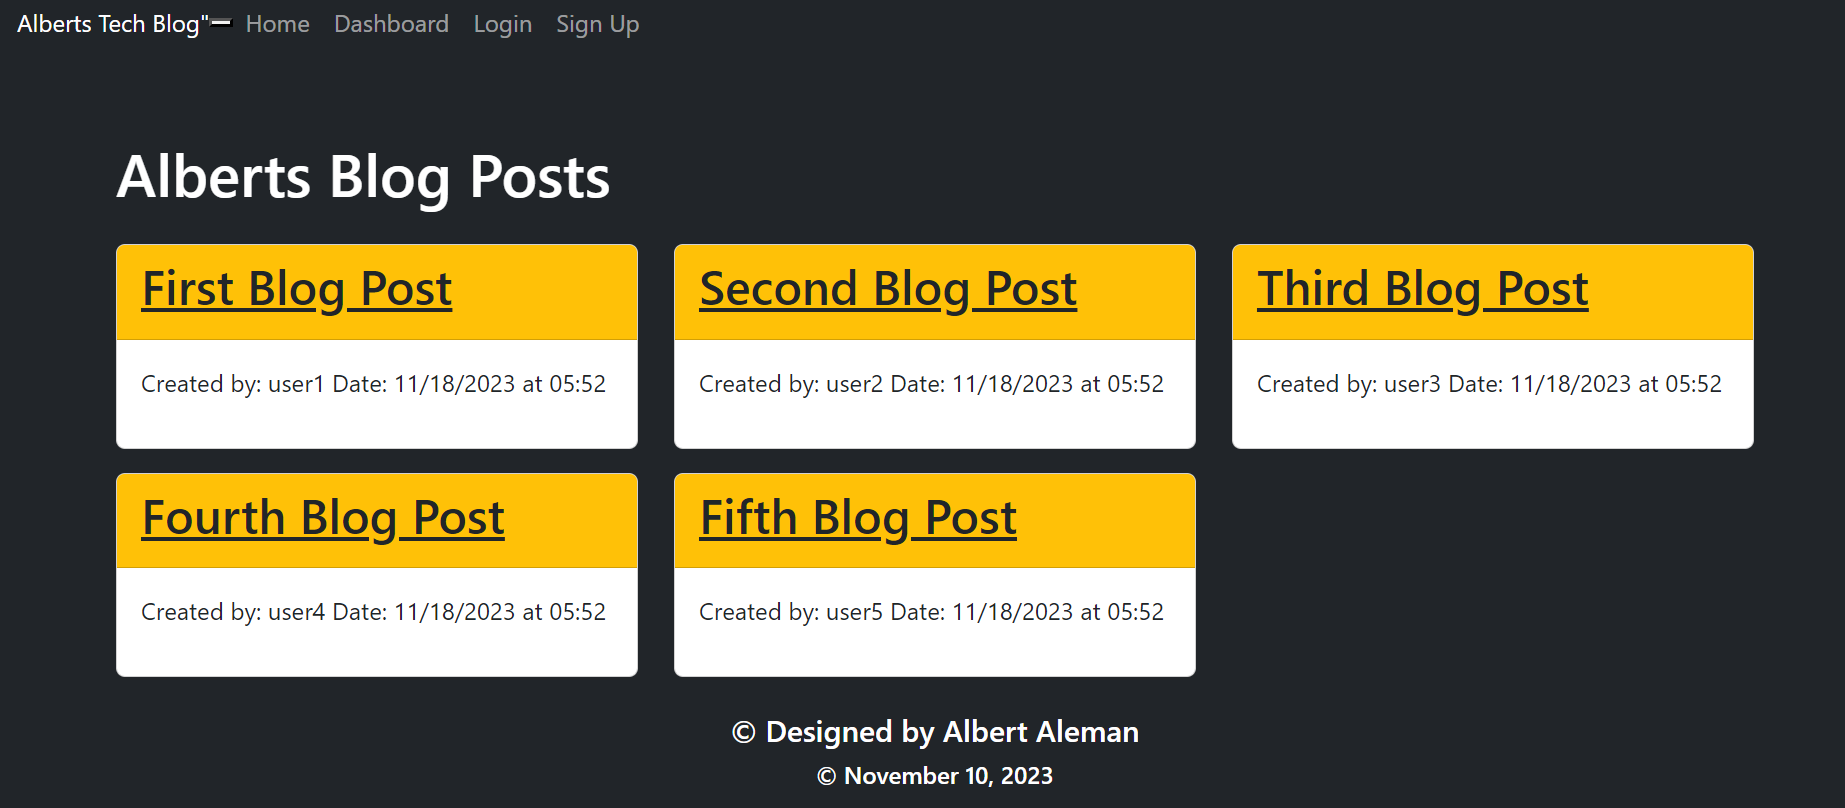 Alberts Tech Blog" Home Dashboard Login Sign Up
Alberts Blog Posts
First Blog Post
Second Blog Post
Third Blog Post
Created by: user1 Date: 11/18/2023 at 05:52
Created by: user2 Date: 11/18/2023 at 05:52
Created by: user3 Date: 11/18/2023 at 05:52
Fourth Blog Post
Fifth Blog Post
Created by: user4 Date: 11/18/2023 at 05:52
Created by: user5 Date: 11/18/2023 at 05:52
© Designed by Albert Aleman
© November 10, 2023